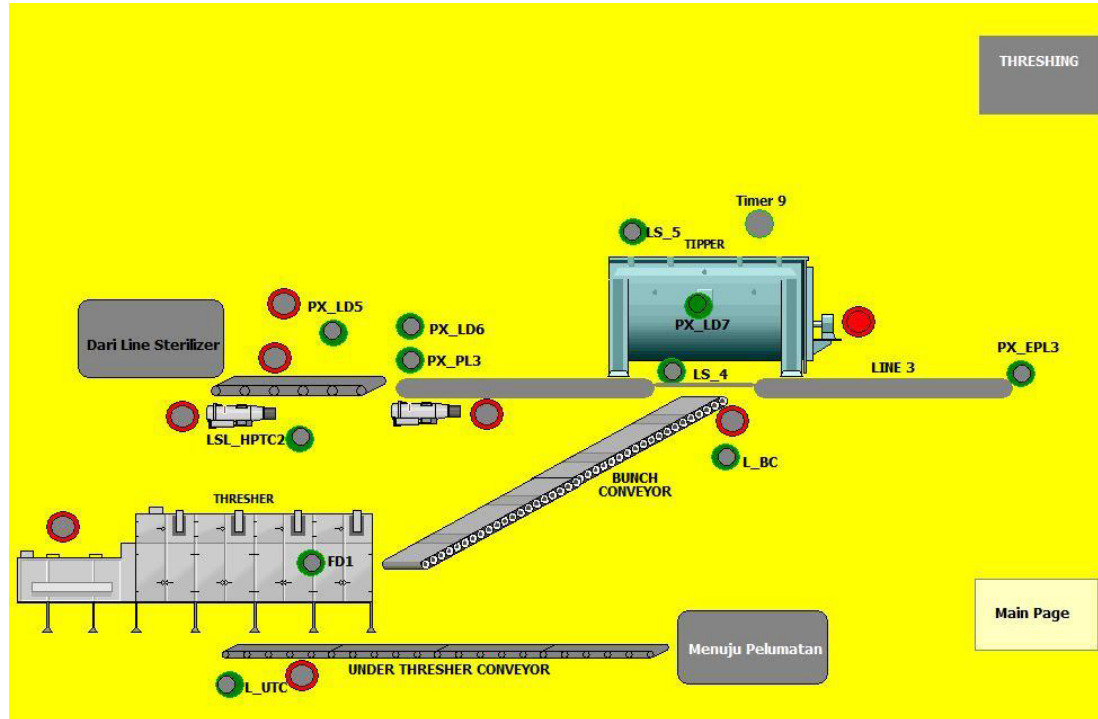 THRESHING
Timer 9
LS_5
TIPPER
PX_LD5
PX_LD6
PX_LD7
Dari Line Sterilizer
PX_PL3
PX_EPL3
LS_4
LINE 3
LSL_HPTC2
L_BC
BUNCH
CONVEYOR
THRESHER
FD1
Main Page
Menuju Pelumatan
UNDER THRESHER CONVEYOR
L_UTC